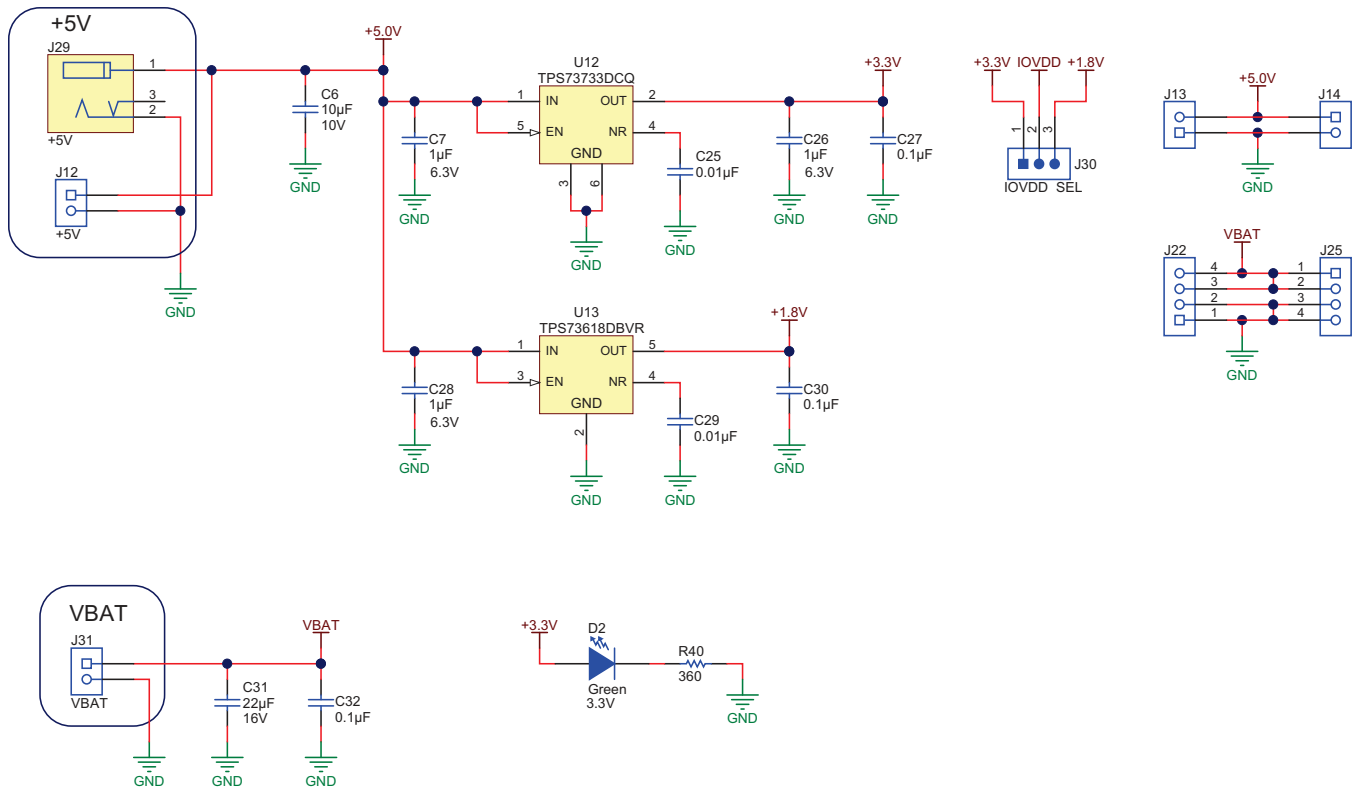 +5V
J29
1
3
2
+5V
J12
+5V
GND
+5.0V
C6
10µF
10V
GND
C7
1µF
6.3V
GND
U12
TPS73733DCQ
1 IN OUT 2
5 EN NR 4
GND
3 6
GND
C25
0.01µF
GND
+3.3V
C26
1µF
6.3V
GND
C27
0.1µF
GND
+3.3V IOVDD +1.8V
1 2 3
J30
IOVDD SEL
+5.0V
J13 J14
GND
VBAT
J22 J25
4 1
3 2
2 3
1 4
GND
C28
1µF
6.3V
GND
U13
TPS73618DBVR
1 IN OUT 5
3 EN NR 4
GND
2
GND
C29
0.01µF
GND
+1.8V
C30
0.1µF
GND
VBAT
J31
VBAT
GND
VBAT
C31
22µF
16V
GND
C32
0.1µF
GND
+3.3V
D2
Green
3.3V
R40
360
GND